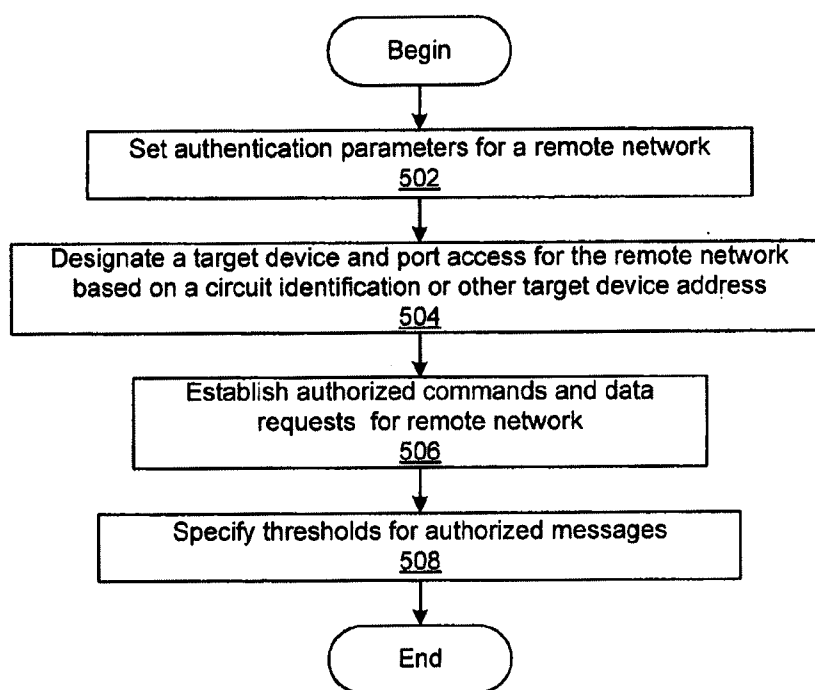 Begin
Set authentication parameters for a remote network
502
Designate a target device and port access for the remote network
based on a circuit identification or other target device address
504
Establish authorized commands and data
requests for remote network
506
Specify thresholds for authorized messages
508
End